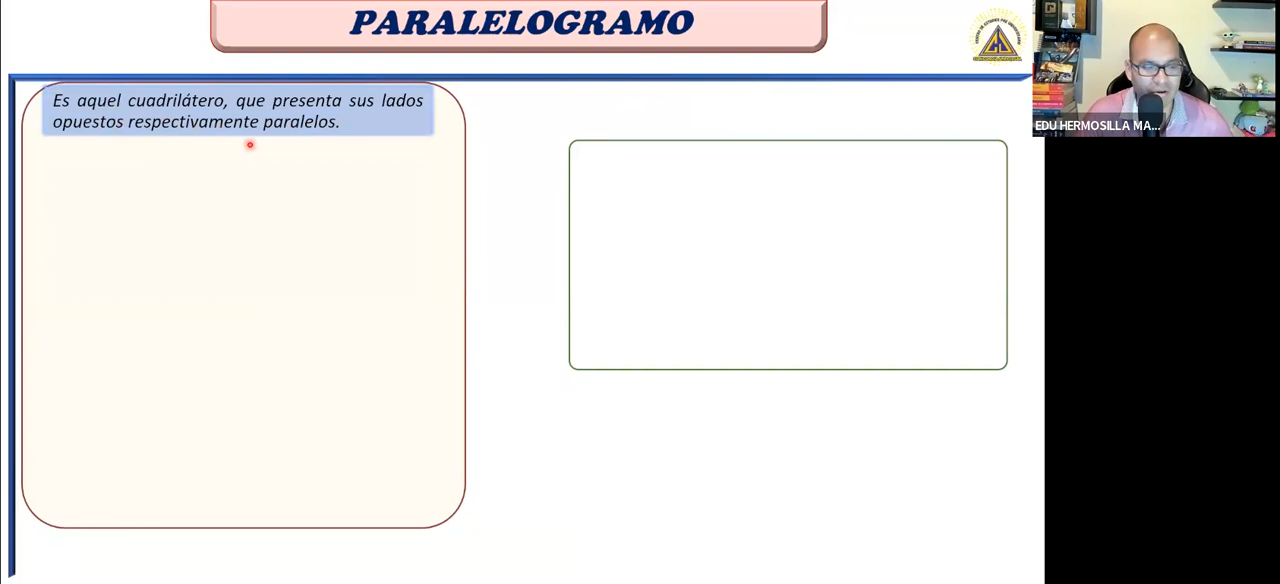 PARALELOGRAMO
Es aquel cuadrilátero, que presenta sus lados
opuestos respectivamente paralelos.
EDU HERMOSILLA MA...